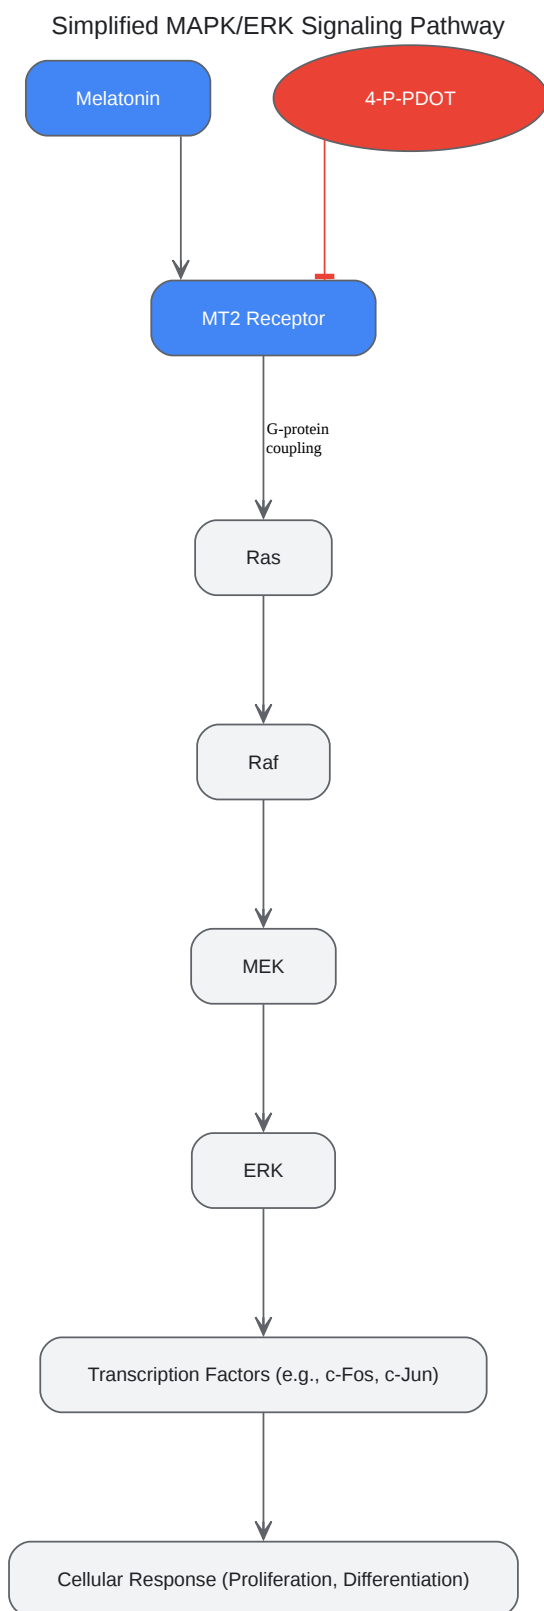 Simplified MAPK/ERK Signaling Pathway
Melatonin
4-P-PDOT
MT2 Receptor
G-protein
coupling
Ras
Raf
MEK
ERK
Transcription Factors (e.g., c-Fos, c-Jun)
Cellular Response (Proliferation, Differentiation)